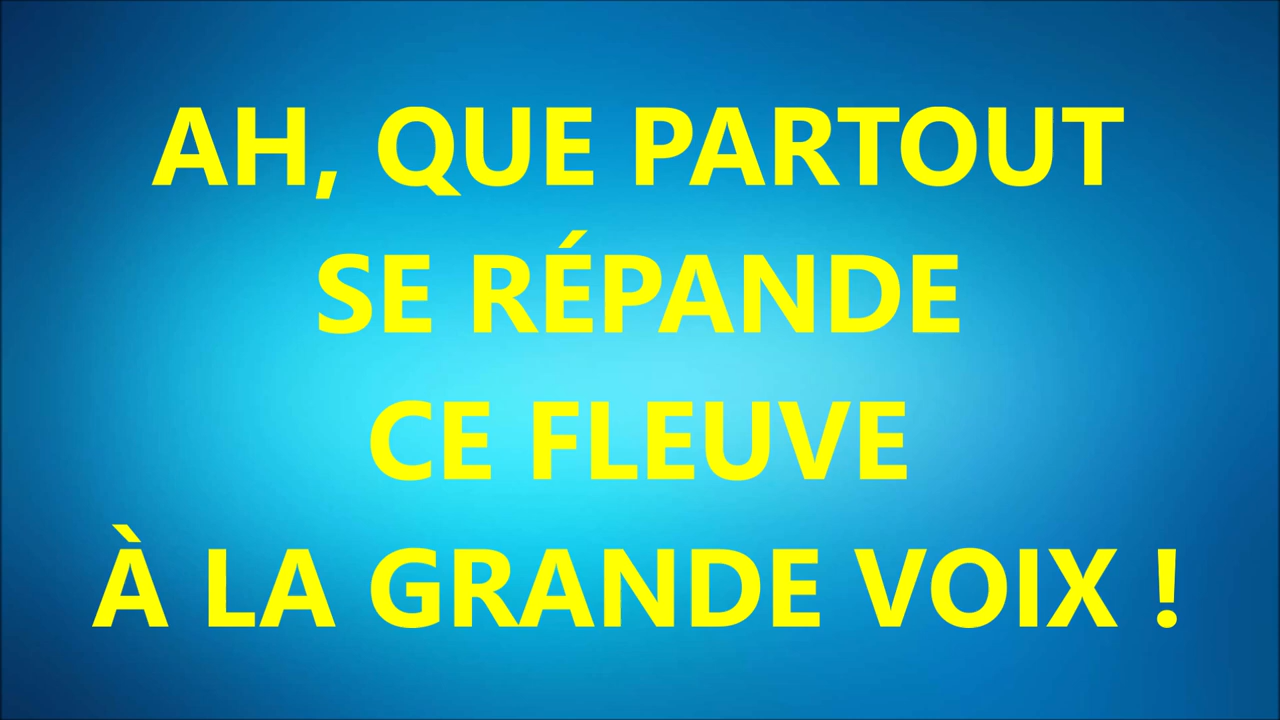 AH, QUE PARTOUT
SE RÉPANDE
CE FLEUVE
À LA GRANDE VOIX !